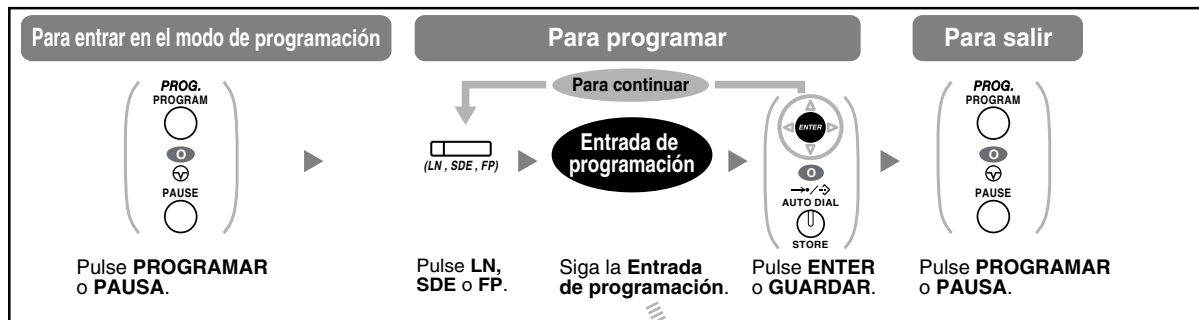 Para entrar en el modo de programación
Para programar
Para salir
PROG.
PROGRAM
O
PAUSE
Para continuar
(LN , SDE , FP)
Entrada de
programación
ENTER
O
AUTO DIAL
STORE
PROG.
PROGRAM
O
PAUSE
Pulse PROGRAMAR
o PAUSA.
Pulse LN,
SDE o FP.
Siga la Entrada
de programación.
Pulse ENTER
o GUARDAR.
Pulse PROGRAMAR
o PAUSA.